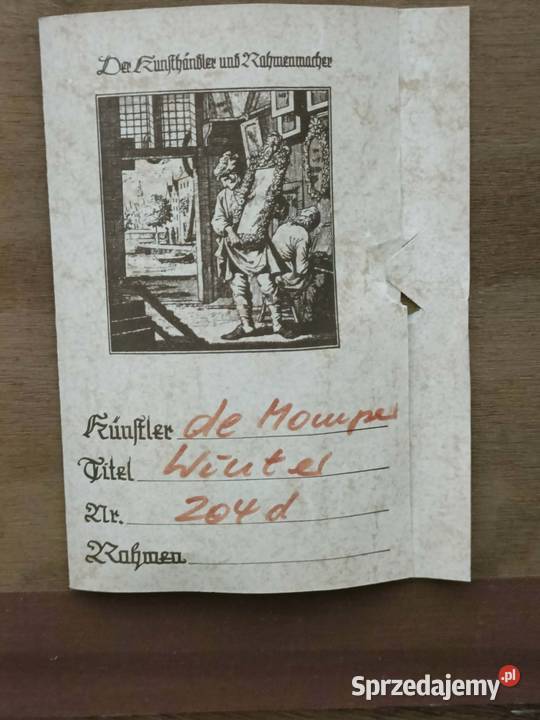 Der Kunsthändler und Rahmenmacher
Künstler de Momper
Titel Winter
Nr. 204 d
Rahmen
Sprzedajemy.pl